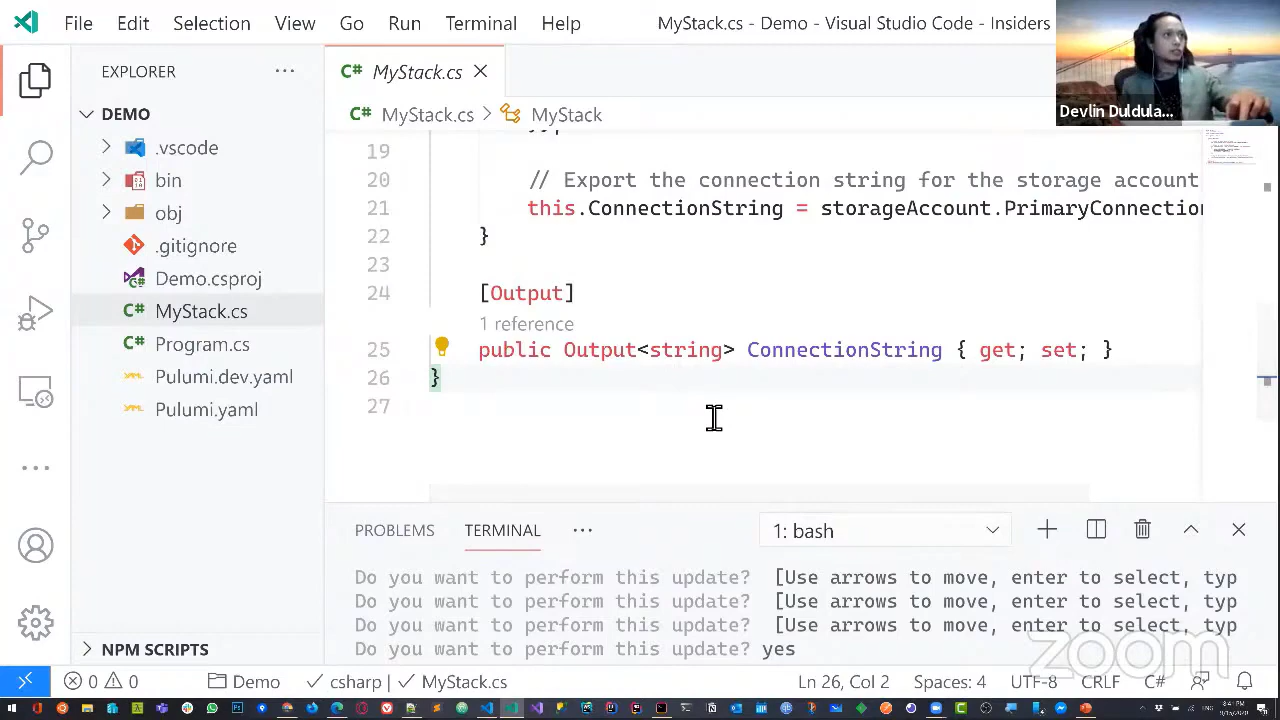 File Edit Selection View Go Run Terminal Help MyStack.cs - Demo - Visual Studio Code - Insiders
Devlin Duldula...
EXPLORER ...
DEMO
.vscode
bin
obj
.gitignore
Demo.csproj
MyStack.cs
Program.cs
Pulumi.dev.yaml
Pulumi.yaml
NPM SCRIPTS
C# MyStack.cs
C# MyStack.cs > MyStack
19
20 // Export the connection string for the storage account
21 this.ConnectionString = storageAccount.PrimaryConnectio
22 }
23
24 [Output]
1 reference
25 public Output<string> ConnectionString { get; set; }
26 }
27
PROBLEMS TERMINAL ... 1: bash
Do you want to perform this update? [Use arrows to move, enter to select, typ
Do you want to perform this update? [Use arrows to move, enter to select, typ
Do you want to perform this update? [Use arrows to move, enter to select, typ
Do you want to perform this update? yes
zoom
0 0 Demo csharp MyStack.cs Ln 26, Col 2 Spaces: 4 UTF-8 CRLF C#
ENG 8:41 PM
9/15/2020